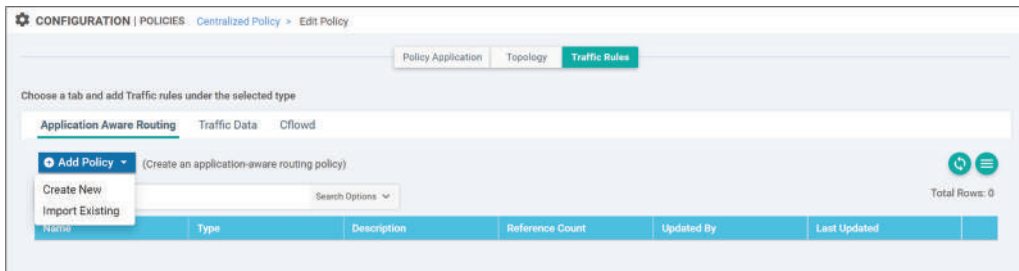 CONFIGURATION | POLICIES Centralized Policy > Edit Policy
Policy Application Topology Traffic Rules
Choose a tab and add Traffic rules under the selected type
Application Aware Routing Traffic Data Cflowd
Add Policy (Create an application-aware routing policy)
Create New
Search Options
Total Rows: 0
Import Existing
Name Type Description Reference Count Updated By Last Updated